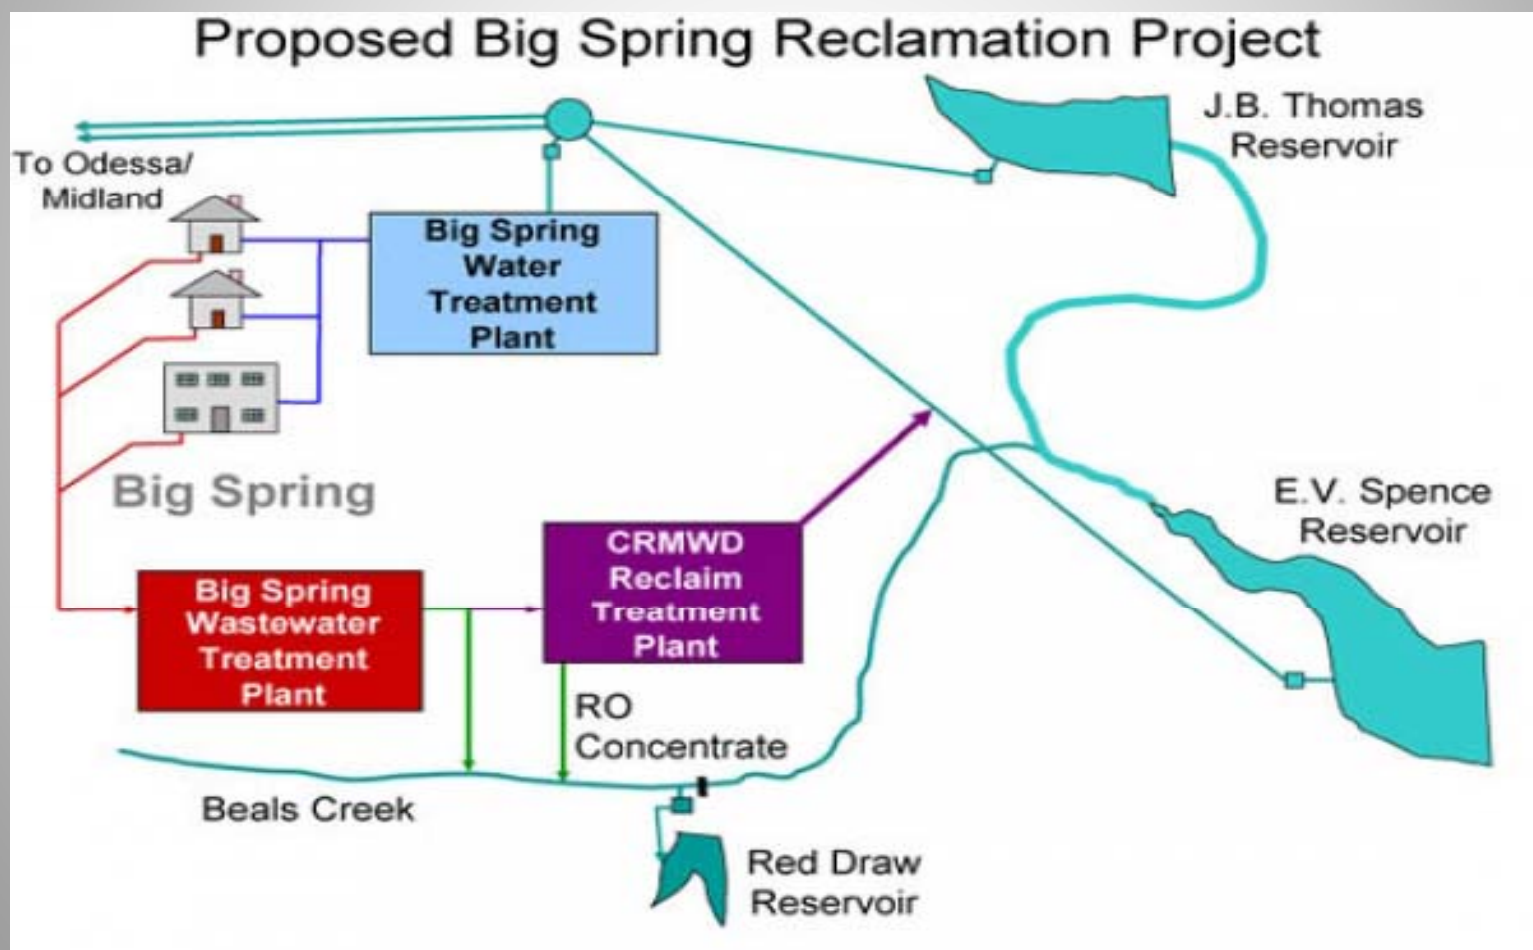 Proposed Big Spring Reclamation Project
J.B. Thomas
Reservoir
To Odessa/
Midland
Big Spring
Water
Treatment
Plant
Big Spring
E.V. Spence
Reservoir
CRMWD
Reclaim
Treatment
Plant
Big Spring
Wastewater
Treatment
Plant
RO
Concentrate
Beals Creek
Red Draw
Reservoir